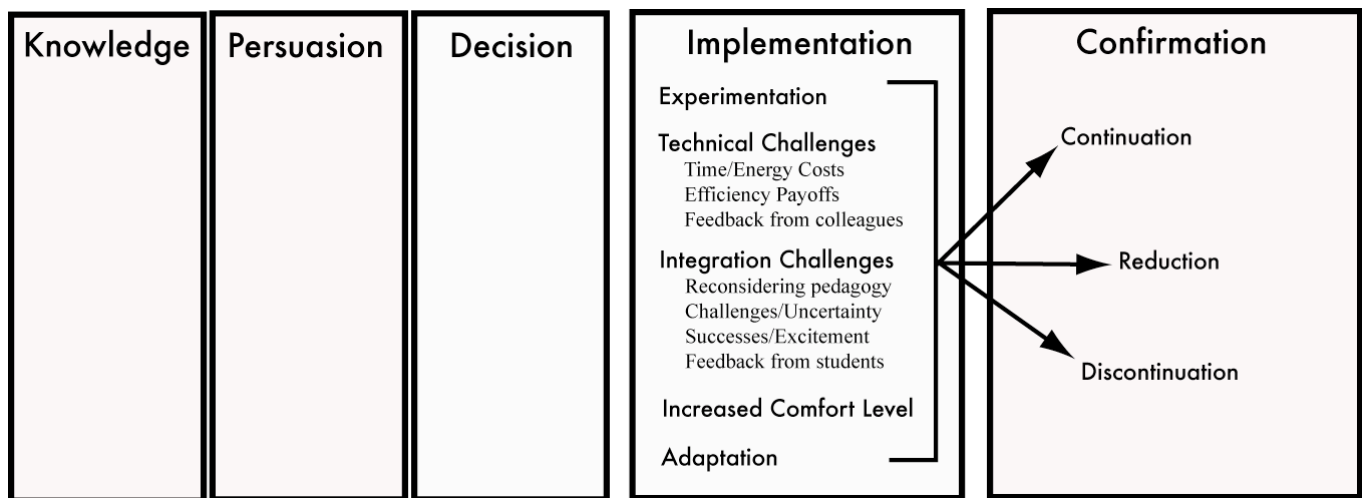 Knowledge
Persuasion
Decision
Implementation
Experimentation
Technical Challenges
Time/Energy Costs
Efficiency Payoffs
Feedback from colleagues
Integration Challenges
Reconsidering pedagogy
Challenges/Uncertainty
Successes/Excitement
Feedback from students
Increased Comfort Level
Adaptation
Confirmation
Continuation
Reduction
Discontinuation